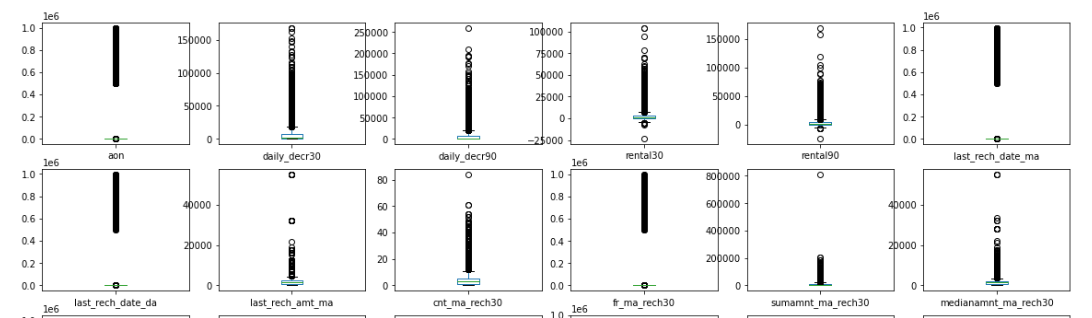 1e6 1e6
1.0 150000 250000 100000 150000 1.0
0.8 200000 75000 0.8
0.6 100000 150000 50000 100000 0.6
0.4 100000 25000 0.4
50000 50000
0.2 50000 0 0.2
0.0 0 0 −25000 0 0.0
aon daily_decr30 daily_decr90 rental30 rental90 last_rech_date_ma
1e6 1e6
1.0 80 1.0 800000
0.8 40000 60 0.8 600000 40000
0.6 0.6
0.4 20000 40 0.4 400000 20000
0.2 20 0.2 200000
0.0 0 0 0.0 0 0
last_rech_date_da last_rech_amt_ma cnt_ma_rech30 fr_ma_rech30 sumamnt_ma_rech30 medianamnt_ma_rech30
1e6 1e6